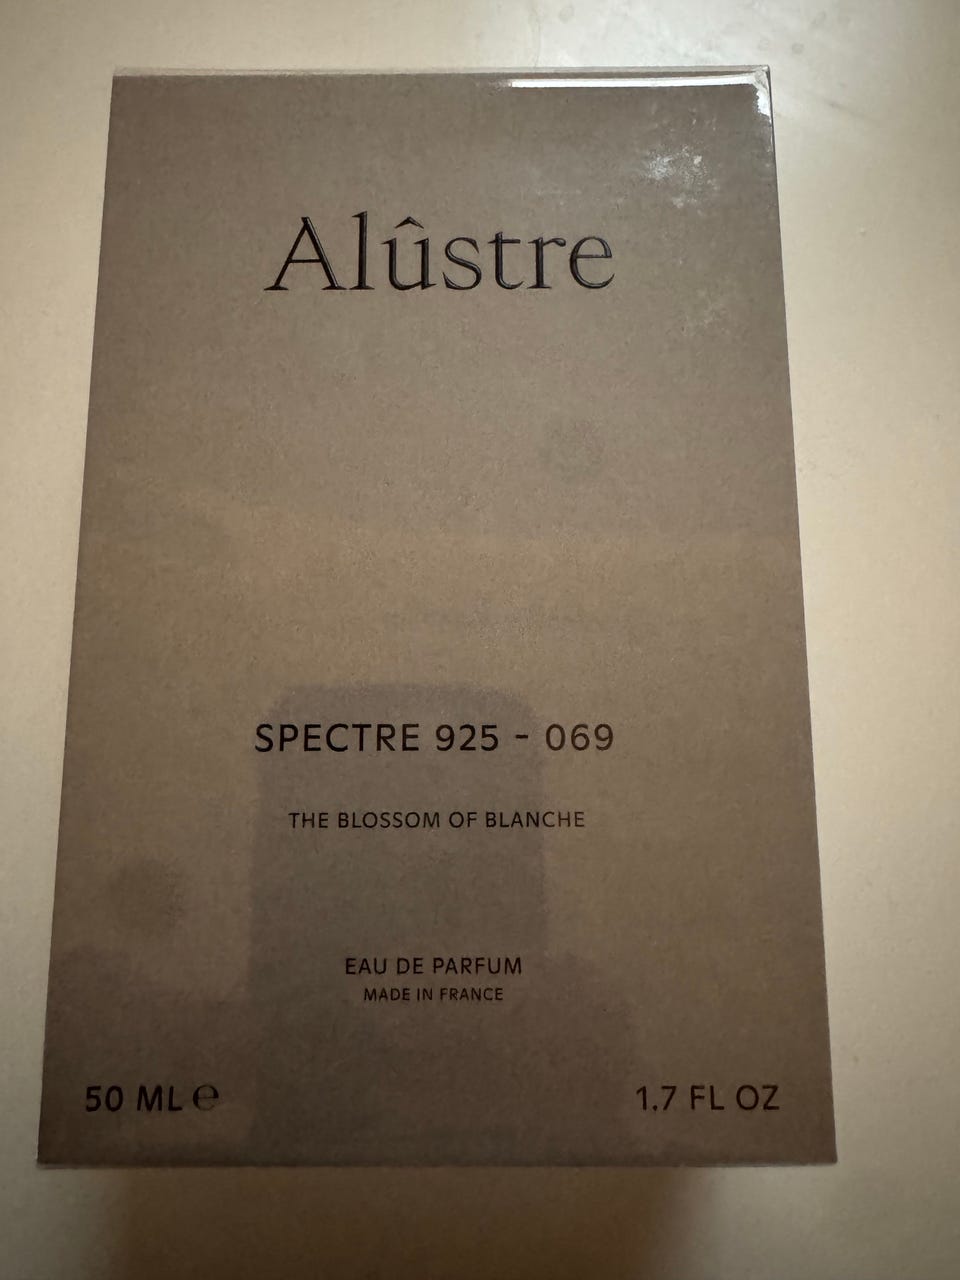 Alûstre
SPECTRE 925 - 069
THE BLOSSOM OF BLANCHE
EAU DE PARFUM
MADE IN FRANCE
50 ML ℮
1.7 FL OZ